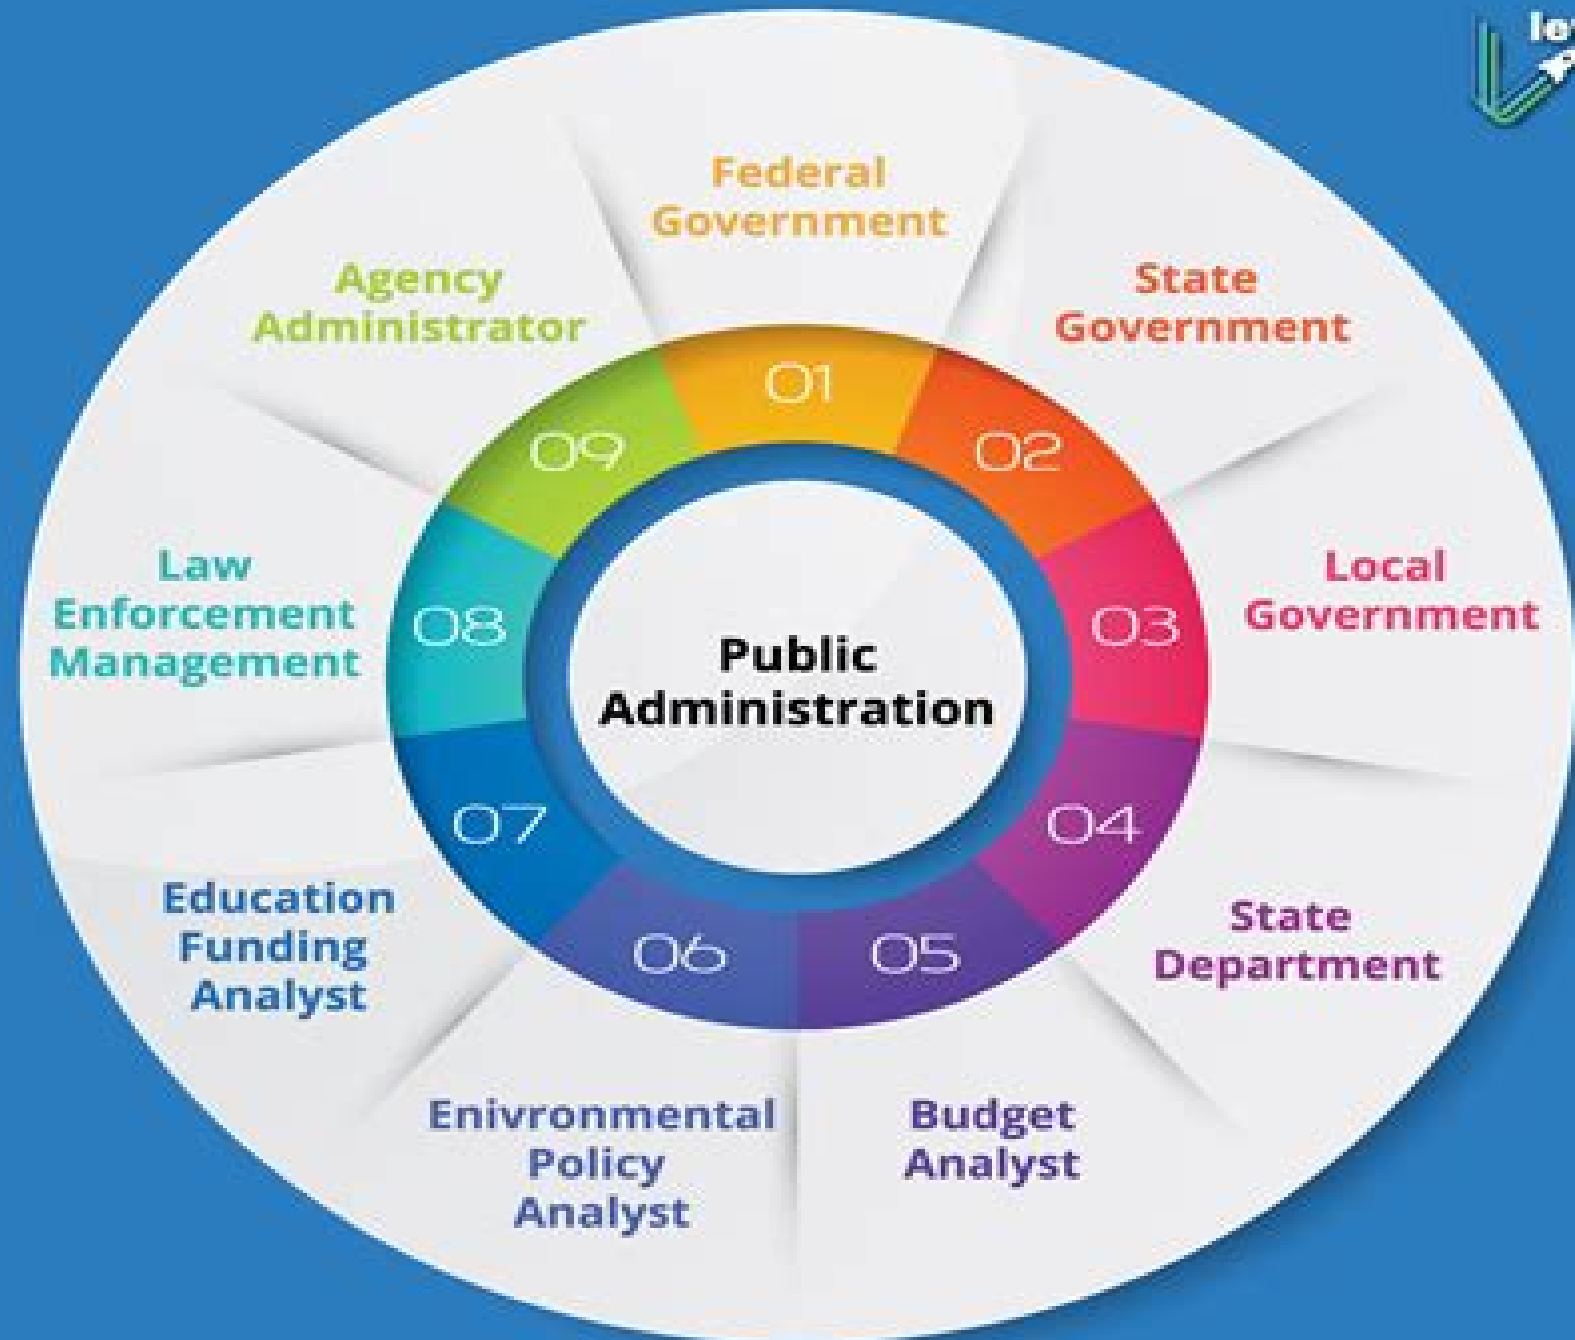 Federal
Government
01
State
Government
02
Local
Government
03
State
Department
04
Budget
Analyst
05
Enivronmental
Policy
Analyst
06
Education
Funding
Analyst
07
Law
Enforcement
Management
08
Agency
Administrator
09
Public
Administration